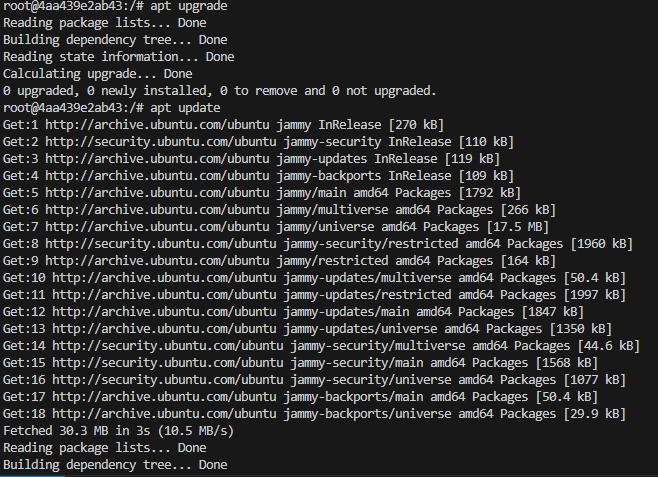 root@4aa439e2ab43:/# apt upgrade
Reading package lists... Done
Building dependency tree... Done
Reading state information... Done
Calculating upgrade... Done
0 upgraded, 0 newly installed, 0 to remove and 0 not upgraded.
root@4aa439e2ab43:/# apt update
Get:1 http://archive.ubuntu.com/ubuntu jammy InRelease [270 kB]
Get:2 http://security.ubuntu.com/ubuntu jammy-security InRelease [110 kB]
Get:3 http://archive.ubuntu.com/ubuntu jammy-updates InRelease [119 kB]
Get:4 http://archive.ubuntu.com/ubuntu jammy-backports InRelease [109 kB]
Get:5 http://archive.ubuntu.com/ubuntu jammy/main amd64 Packages [1792 kB]
Get:6 http://archive.ubuntu.com/ubuntu jammy/multiverse amd64 Packages [266 kB]
Get:7 http://archive.ubuntu.com/ubuntu jammy/universe amd64 Packages [17.5 MB]
Get:8 http://security.ubuntu.com/ubuntu jammy-security/restricted amd64 Packages [1960 kB]
Get:9 http://archive.ubuntu.com/ubuntu jammy/restricted amd64 Packages [164 kB]
Get:10 http://archive.ubuntu.com/ubuntu jammy-updates/multiverse amd64 Packages [50.4 kB]
Get:11 http://archive.ubuntu.com/ubuntu jammy-updates/restricted amd64 Packages [1997 kB]
Get:12 http://archive.ubuntu.com/ubuntu jammy-updates/main amd64 Packages [1847 kB]
Get:13 http://archive.ubuntu.com/ubuntu jammy-updates/universe amd64 Packages [1350 kB]
Get:14 http://security.ubuntu.com/ubuntu jammy-security/multiverse amd64 Packages [44.6 kB]
Get:15 http://security.ubuntu.com/ubuntu jammy-security/main amd64 Packages [1568 kB]
Get:16 http://security.ubuntu.com/ubuntu jammy-security/universe amd64 Packages [1077 kB]
Get:17 http://archive.ubuntu.com/ubuntu jammy-backports/main amd64 Packages [50.4 kB]
Get:18 http://archive.ubuntu.com/ubuntu jammy-backports/universe amd64 Packages [29.9 kB]
Fetched 30.3 MB in 3s (10.5 MB/s)
Reading package lists... Done
Building dependency tree... Done